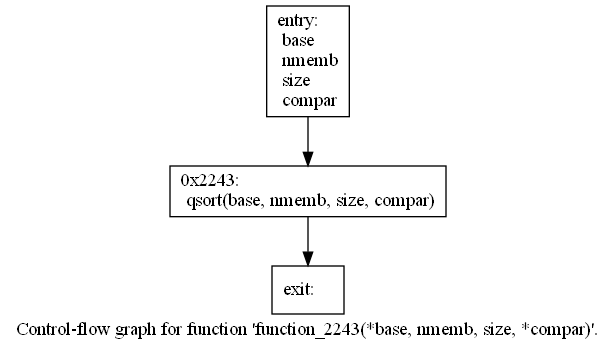 entry:
base
nmemb
size
compar
0x2243:
qsort(base, nmemb, size, compar)
exit:
Control-flow graph for function 'function_2243(*base, nmemb, size, *compar)'.